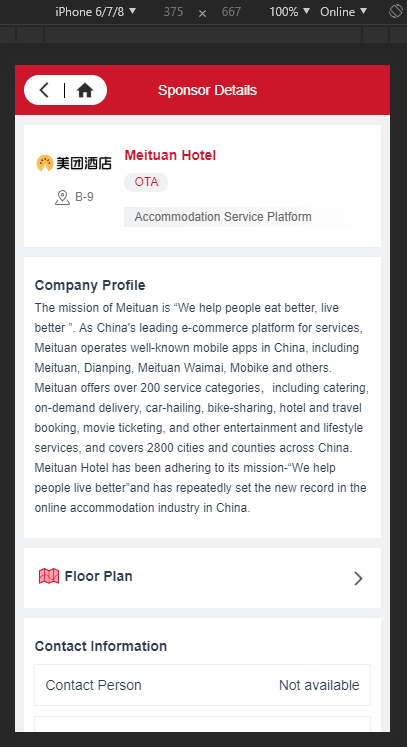 iPhone 6/7/8 ▼ 375 × 667 100% ▼ Online ▼
Sponsor Details
美团酒店
B-9
Meituan Hotel
OTA
Accommodation Service Platform
Company Profile
The mission of Meituan is “We help people eat better, live
better ”. As China's leading e-commerce platform for services,
Meituan operates well-known mobile apps in China, including
Meituan, Dianping, Meituan Waimai, Mobike and others.
Meituan offers over 200 service categories，including catering,
on-demand delivery, car-hailing, bike-sharing, hotel and travel
booking, movie ticketing, and other entertainment and lifestyle
services, and covers 2800 cities and counties across China.
Meituan Hotel has been adhering to its mission-“We help
people live better”and has repeatedly set the new record in the
online accommodation industry in China.
Floor Plan
Contact Information
Contact Person Not available